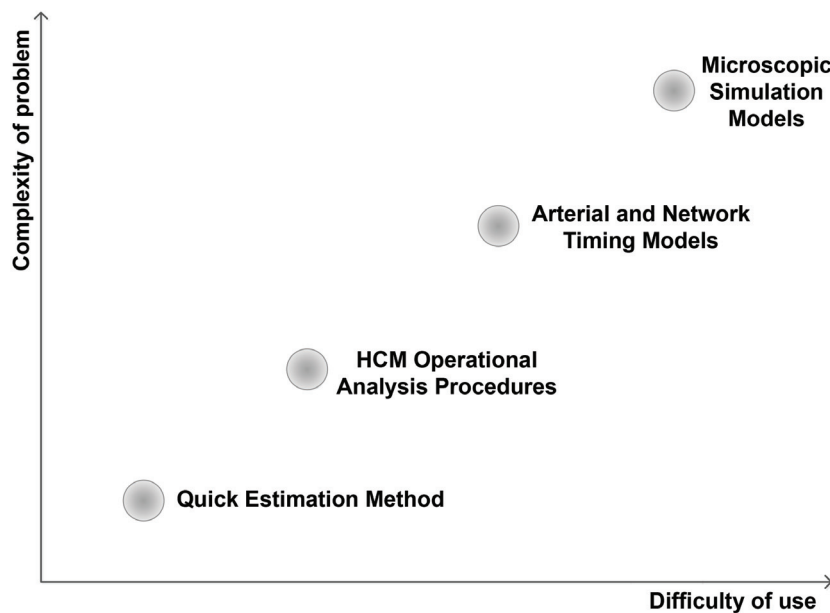 Complexity of problem
Microscopic
Simulation
Models
Arterial and Network
Timing Models
HCM Operational
Analysis Procedures
Quick Estimation Method
Difficulty of use